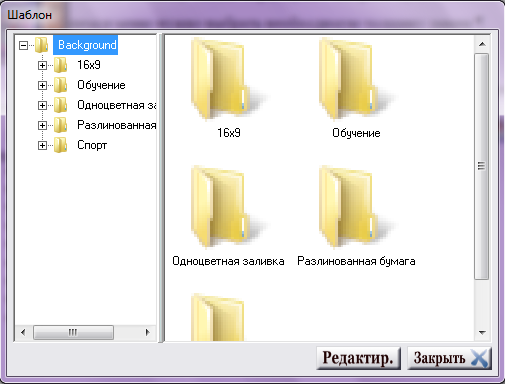 Шаблон
Background
16x9
Обучение
Одноцветная за
Разлинованная
Спорт
16x9
Обучение
Одноцветная заливка
Разлинованная бумага
Редактир.
Закрыть